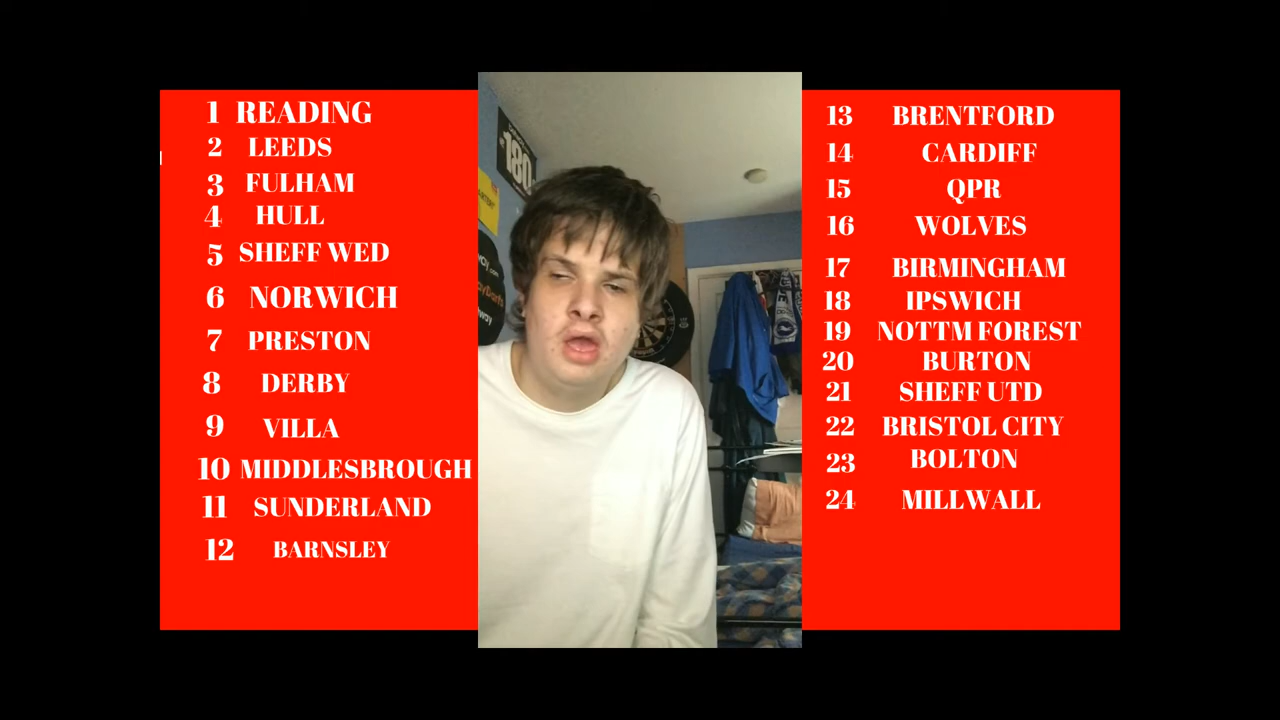 1 READING
2 LEEDS
3 FULHAM
4 HULL
5 SHEFF WED
6 NORWICH
7 PRESTON
8 DERBY
9 VILLA
10 MIDDLESBROUGH
11 SUNDERLAND
12 BARNSLEY
180
13 BRENTFORD
14 CARDIFF
15 QPR
16 WOLVES
17 BIRMINGHAM
18 IPSWICH
19 NOTTM FOREST
20 BURTON
21 SHEFF UTD
22 BRISTOL CITY
23 BOLTON
24 MILLWALL